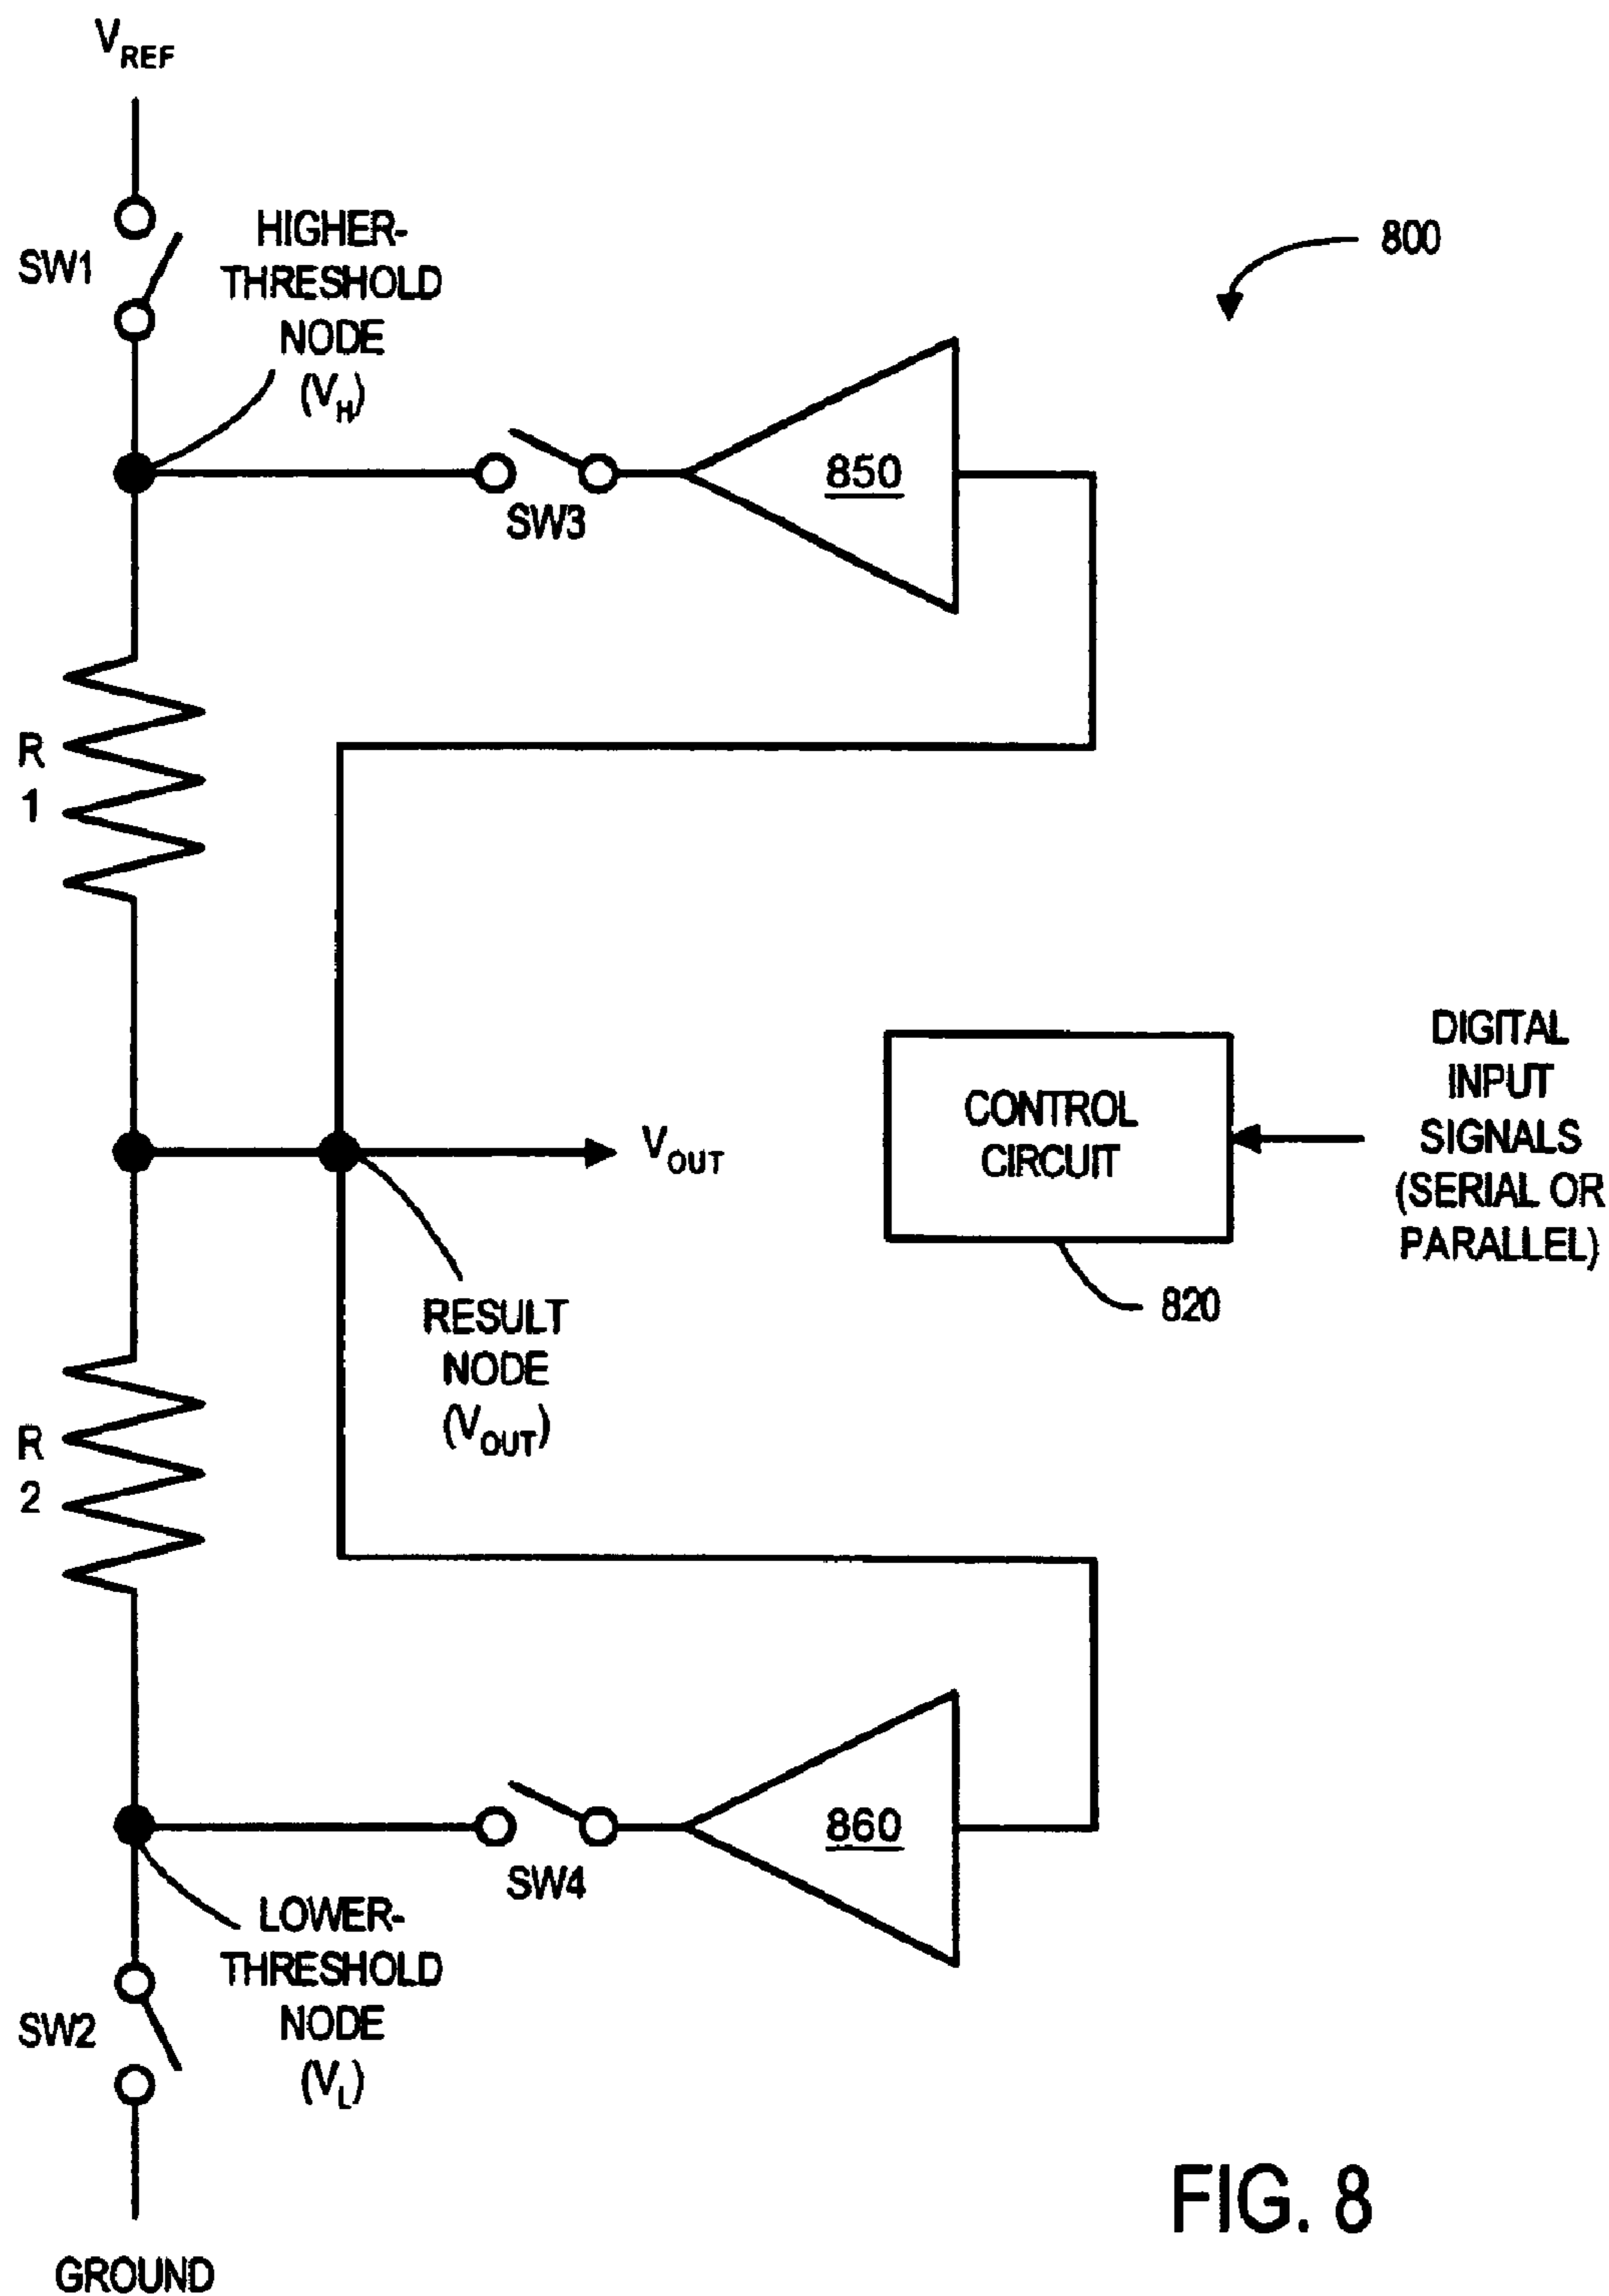 VREF
SW1
HIGHER-
THRESHOLD
NODE
(VH)
800
850
SW3
R
1
VOUT
CONTROL
CIRCUIT
820
DIGITAL
INPUT
SIGNALS
(SERIAL OR
PARALLEL)
RESULT
NODE
(VOUT)
R
2
860
SW4
LOWER-
THRESHOLD
NODE
(VL)
SW2
GROUND
FIG. 8